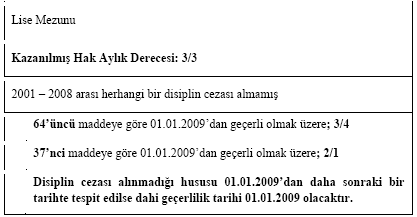 Lise Mezunu
Kazanılmış Hak Aylık Derecesi: 3/3
2001 – 2008 arası herhangi bir disiplin cezası almamış
64’üncü maddeye göre 01.01.2009’dan geçerli olmak üzere; 3/4
37’nci maddeye göre 01.01.2009’dan geçerli olmak üzere; 2/1
Disiplin cezası alınmadığı hususu 01.01.2009’dan daha sonraki bir
tarihte tespit edilse dahi geçerlilik tarihi 01.01.2009 olacaktır.